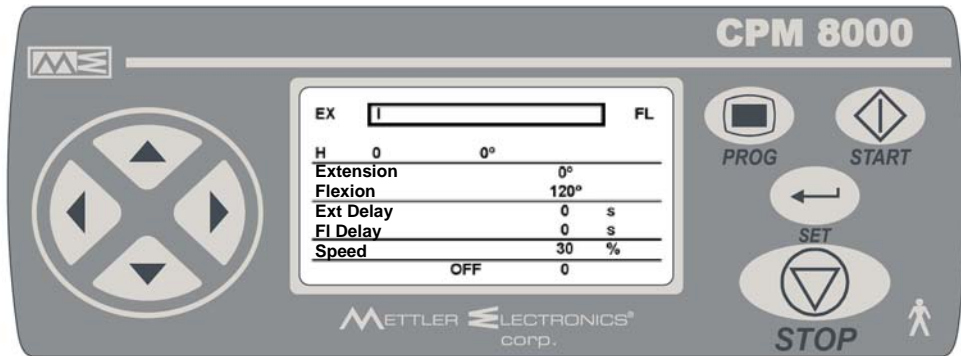 CPM 8000
EX FL
H 0 0°
Extension 0°
Flexion 120°
Ext Delay 0 s
Fl Delay 0 s
Speed 30 %
OFF 0
PROG
START
SET
STOP
METTLER ELECTRONICS®
corp.